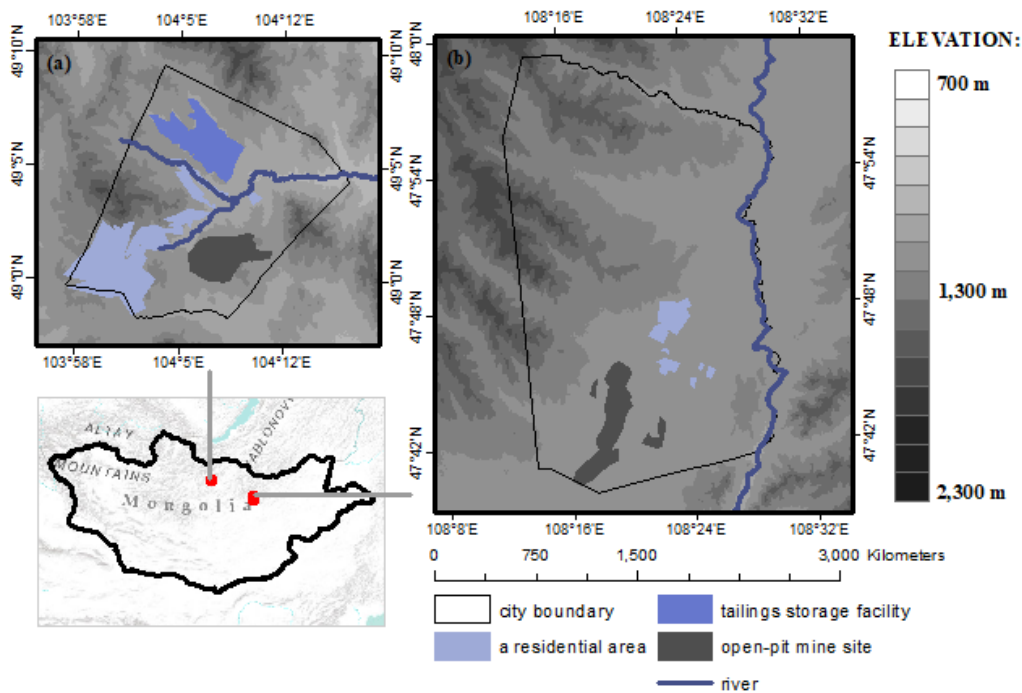 103°58'E 104°5'E 104°12'E
108°16'E 108°24'E 108°32'E
(a)
49°10'N
49°5'N
49°0'N
49°10'N
49°5'N
49°0'N
103°58'E 104°5'E 104°12'E
(b)
48°0'N
47°54'N
47°48'N
47°42'N
47°54'N
47°48'N
47°42'N
108°8'E 108°16'E 108°24'E 108°32'E
ELEVATION:
700 m
1,300 m
2,300 m
ALTAY
MOUNTAINS
YABLONOVY
Mongolia
0 750 1,500 3,000 Kilometers
city boundary
tailings storage facility
a residential area
open-pit mine site
river